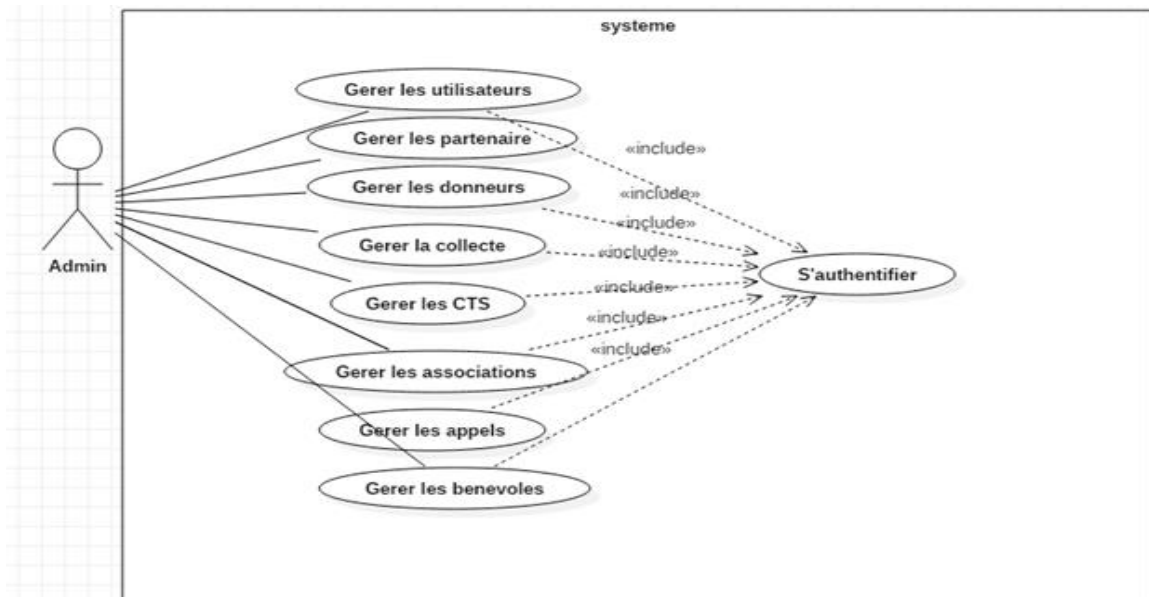 systeme
Gerer les utilisateurs
Gerer les partenaire
«include»
Gerer les donneurs
«include»
«include»
Gerer la collecte
«include»
Admin
S'authentifier
Gerer les CTS
«include»
«include»
«include»
Gerer les associations
Gerer les appels
Gerer les benevoles